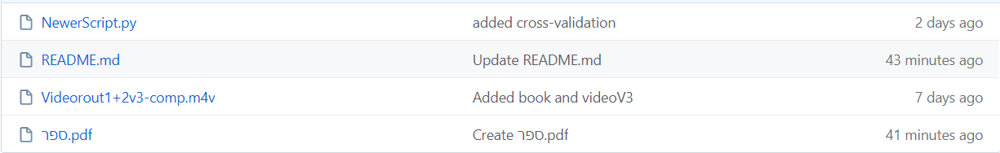 NewerScript.py added cross-validation 2 days ago
README.md Update README.md 43 minutes ago
Videorout1+2v3-comp.m4v Added book and videoV3 7 days ago
ספר.pdf Create ספר.pdf 41 minutes ago